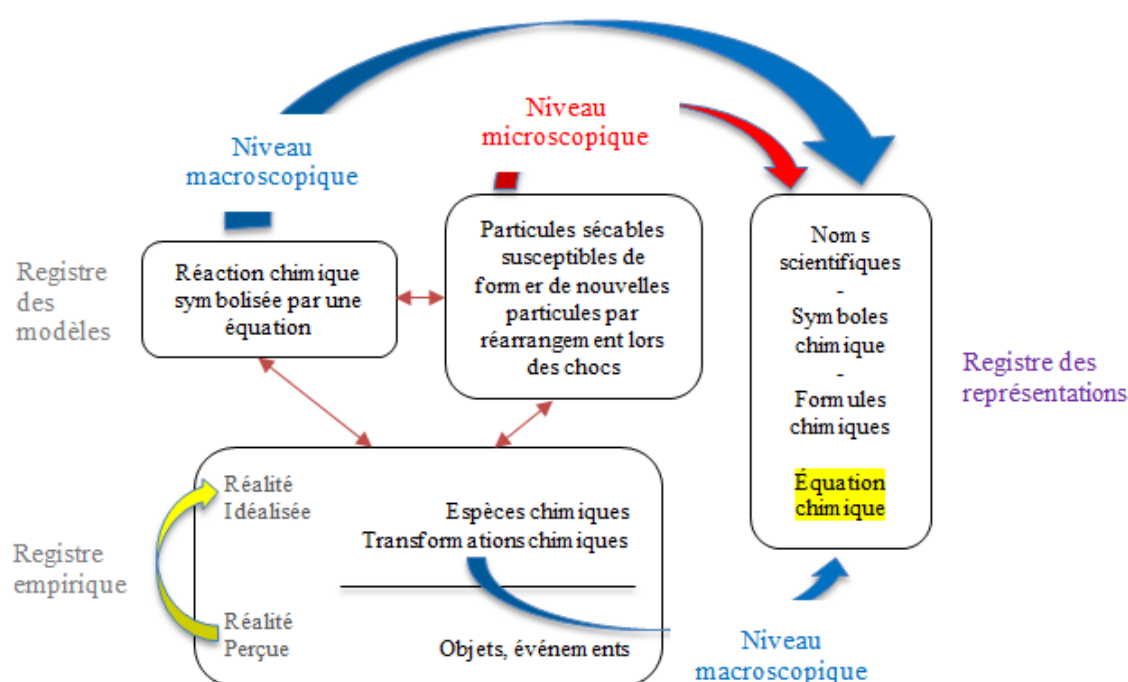 Niveau
macroscopique
Niveau
microscopique
Registre
des
modèles
Réaction chimique
symbolisée par une
équation
Particules sécables
susceptibles de
former de nouvelles
particules par
réarrangement lors
des chocs
Noms
scientifiques
-
Symboles
chimique
-
Formules
chimiques
Équation
chimique
Registre des
représentations
Registre
empirique
Réalité
Idéalisée
Espèces chimiques
Transformations chimiques
Réalité
Perçue
Objets, événements
Niveau
macroscopique